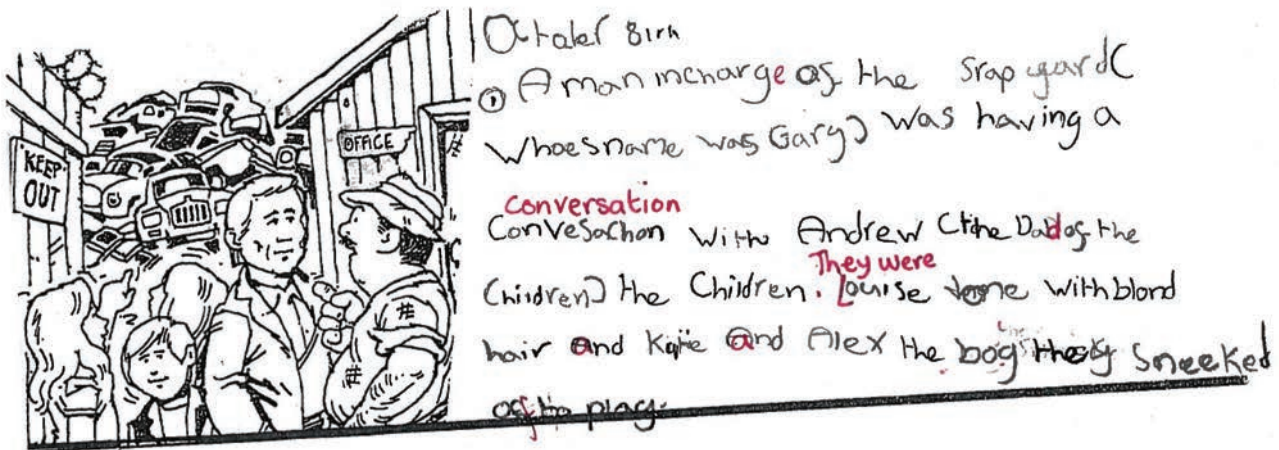 KEEP
OUT
OFFICE
October 8th
① A man incharge of the Srap yard (
Whoesname was Gary) was having a
conversation
Convesachon with Andrew (the Dad of the
Children) the Children. They were Louise with blond
hair and Katie and Alex the boy they sneeked
of to play.